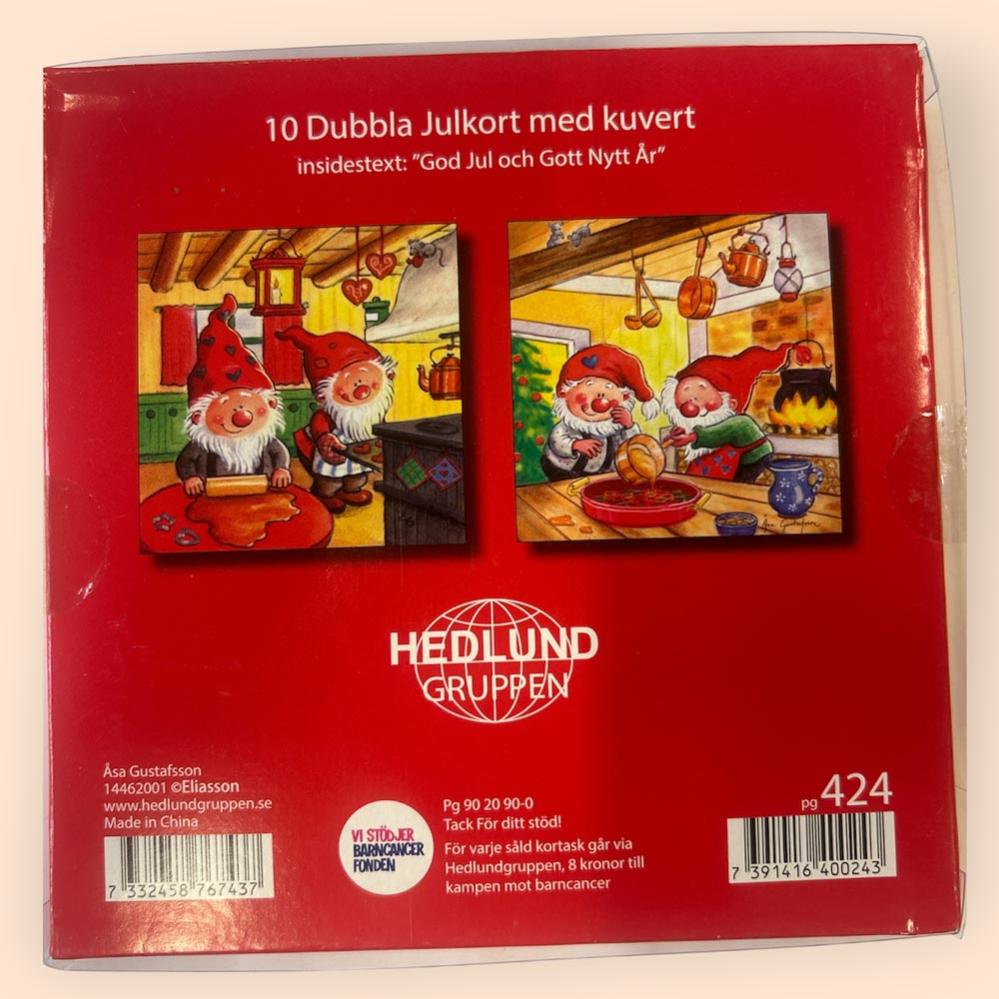 10 Dubbla Julkort med kuvert
insidestext: "God Jul och Gott Nytt År"
Åsa Gustafsson
HEDLUND
GRUPPEN
Åsa Gustafsson
14462001 ©Eliasson
www.hedlundgruppen.se
Made in China
7 332458 767437
VI STÖDJER
BARNCANCER
FONDEN
Pg 90 20 90-0
Tack För ditt stöd!
För varje såld kortask går via
Hedlundgruppen, 8 kronor till
kampen mot barncancer
pg 424
7 391416 400243